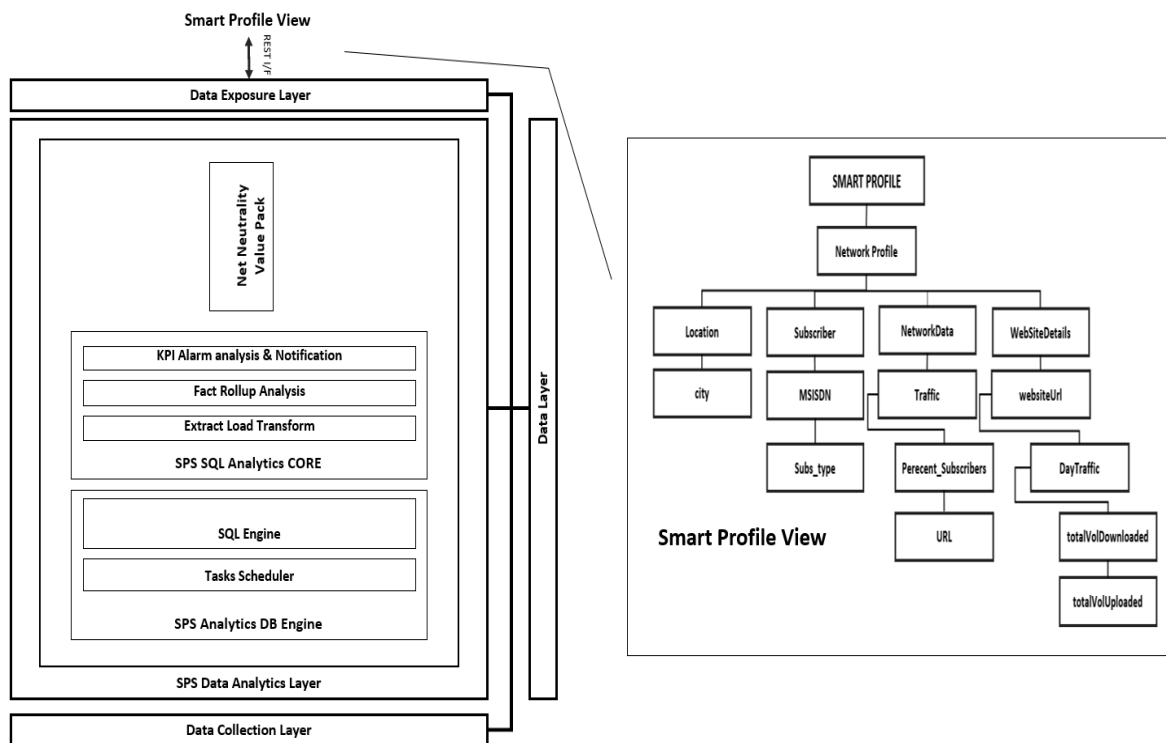 Smart Profile View
REST I/F
Data Exposure Layer
Net Neutrality
Value Pack
KPI Alarm analysis & Notification
Fact Rollup Analysis
Extract Load Transform
SPS SQL Analytics CORE
SQL Engine
Tasks Scheduler
SPS Analytics DB Engine
SPS Data Analytics Layer
Data Collection Layer
Data Layer
SMART PROFILE
Network Profile
Location
Subscriber
NetworkData
WebSiteDetails
city
MSISDN
Traffic
websiteUrl
Subs_type
Perecent_Subscribers
DayTraffic
URL
totalVolDownloaded
totalVolUploaded
Smart Profile View